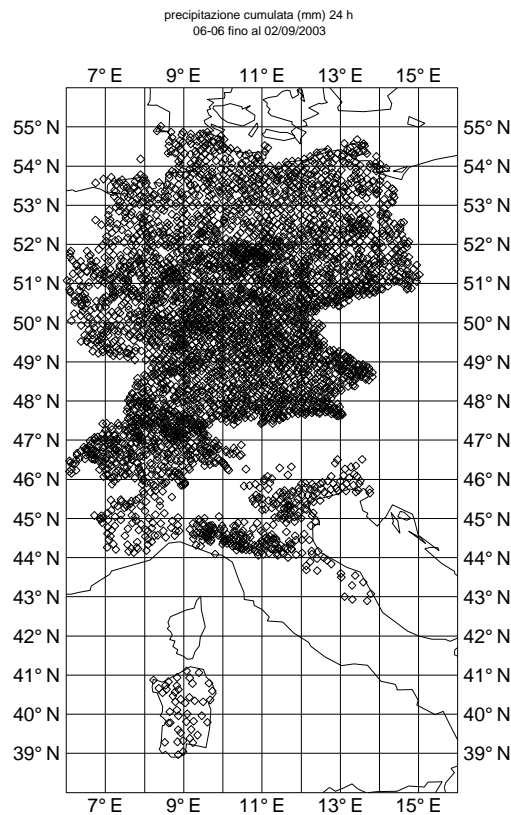 precipitazione cumulata (mm) 24 h
06-06 fino al 02/09/2003
7° E 9° E 11° E 13° E 15° E
55° N 55° N
54° N 54° N
53° N 53° N
52° N 52° N
51° N 51° N
50° N 50° N
49° N 49° N
48° N 48° N
47° N 47° N
46° N 46° N
45° N 45° N
44° N 44° N
43° N 43° N
42° N 42° N
41° N 41° N
40° N 40° N
39° N 39° N
7° E 9° E 11° E 13° E 15° E